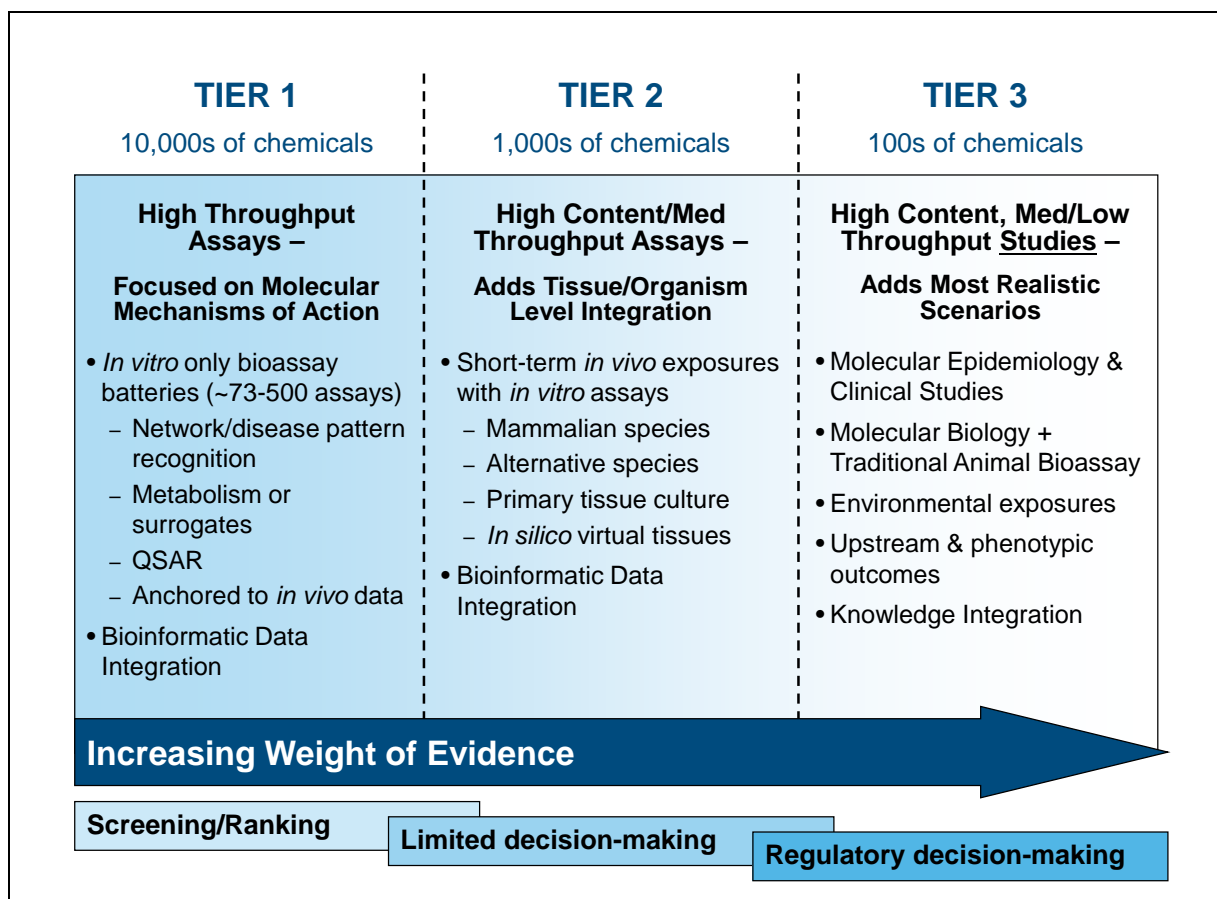 TIER 1
10,000s of chemicals
High Throughput
Assays –
Focused on Molecular
Mechanisms of Action
• In vitro only bioassay
batteries (~73-500 assays)
– Network/disease pattern
recognition
– Metabolism or
surrogates
– QSAR
– Anchored to in vivo data
• Bioinformatic Data
Integration
TIER 2
1,000s of chemicals
High Content/Med
Throughput Assays –
Adds Tissue/Organism
Level Integration
• Short-term in vivo exposures
with in vitro assays
– Mammalian species
– Alternative species
– Primary tissue culture
– In silico virtual tissues
• Bioinformatic Data
Integration
TIER 3
100s of chemicals
High Content, Med/Low
Throughput Studies –
Adds Most Realistic
Scenarios
• Molecular Epidemiology &
Clinical Studies
• Molecular Biology +
Traditional Animal Bioassay
• Environmental exposures
• Upstream & phenotypic
outcomes
• Knowledge Integration
Increasing Weight of Evidence
Screening/Ranking
Limited decision-making
Regulatory decision-making